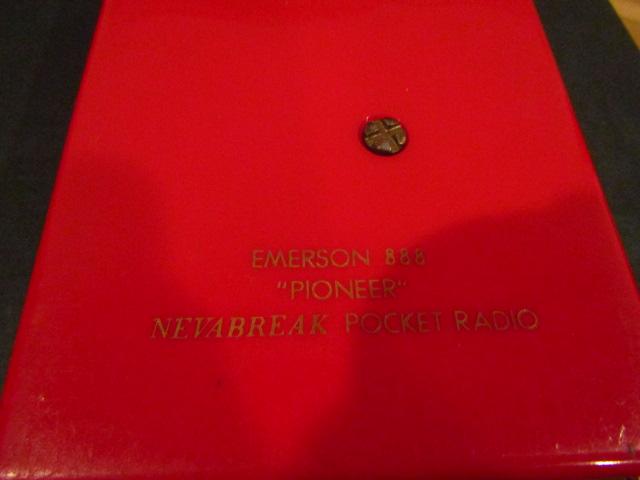 EMERSON 888
"PIONEER"
NEVABREAK POCKET RADIO